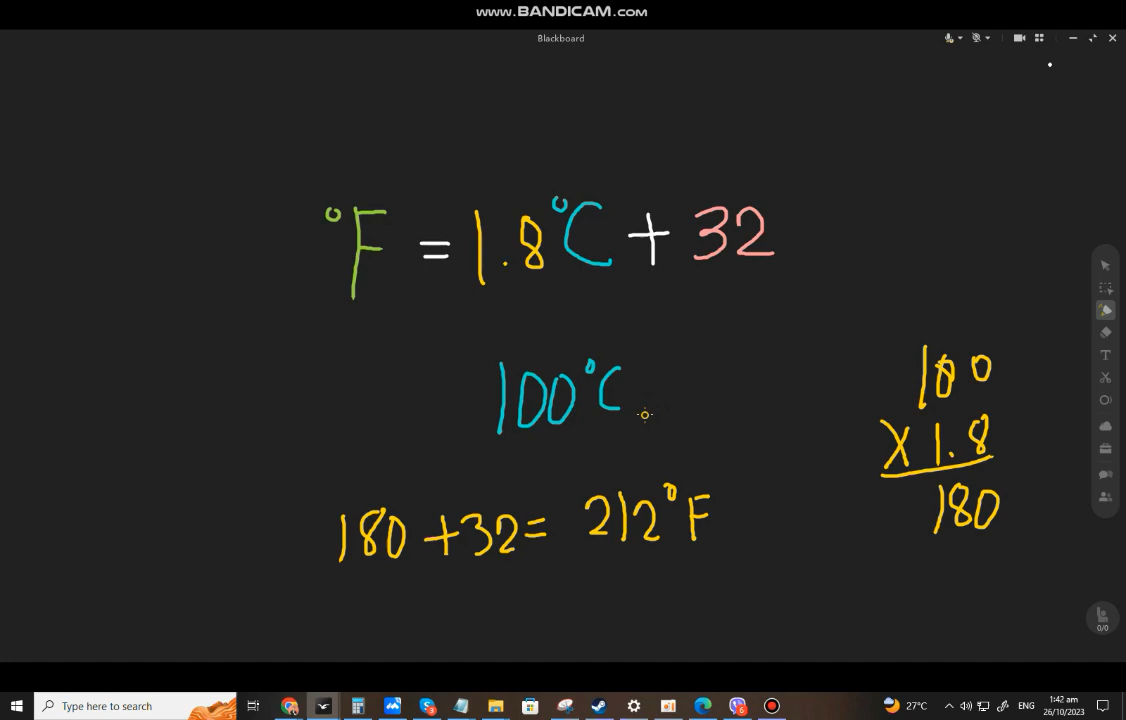 www.BANDICAM.com
Blackboard
°F = 1.8°C + 32
100°C
100
X 1.8
180
180 + 32 = 212°F
0/0
Type here to search
27°C
ENG
1:42 am
26/10/2023